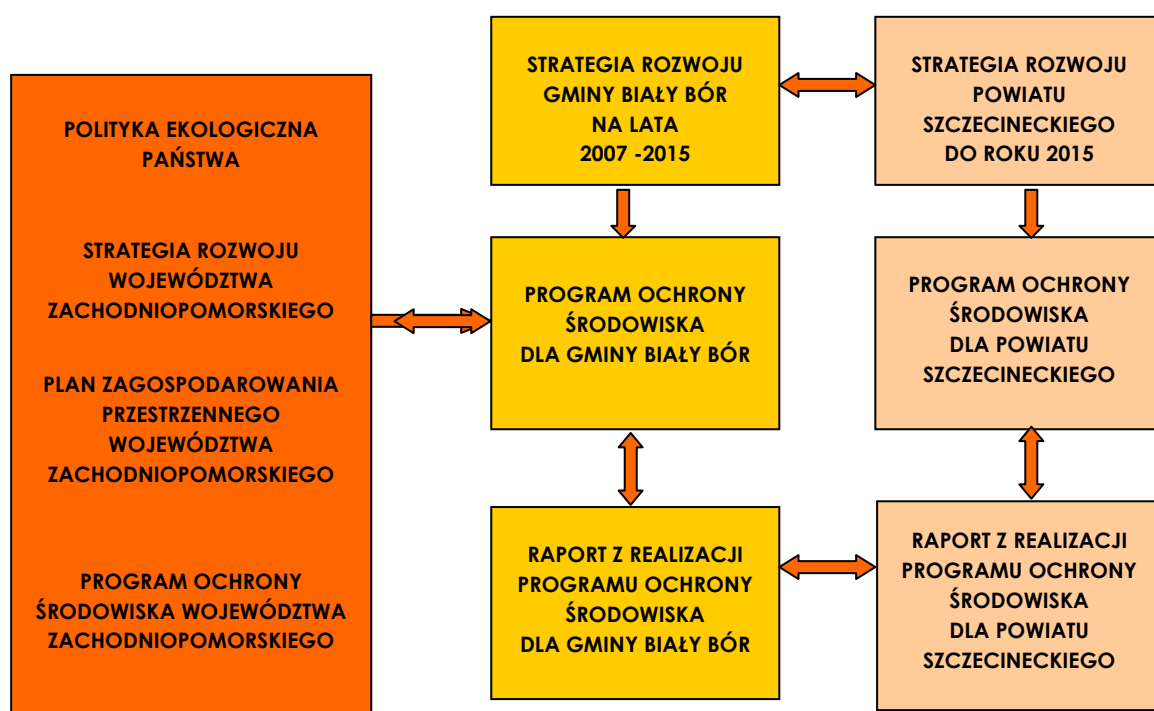 POLITYKA EKOLOGICZNA
PAŃSTWA
STRATEGIA ROZWOJU
WOJEWÓDZTWA
ZACHODNIOPOMORSKIEGO
PLAN ZAGOSPODAROWANIA
PRZESTRZENNEGO
WOJEWÓDZTWA
ZACHODNIOPOMORSKIEGO
PROGRAM OCHRONY
ŚRODOWISKA WOJEWÓDZTWA
ZACHODNIOPOMORSKIEGO
STRATEGIA ROZWOJU
GMINY BIAŁY BÓR
NA LATA
2007 -2015
STRATEGIA ROZWOJU
POWIATU
SZCZECINECKIEGO
DO ROKU 2015
PROGRAM OCHRONY
ŚRODOWISKA
DLA GMINY BIAŁY BÓR
PROGRAM OCHRONY
ŚRODOWISKA
DLA POWIATU
SZCZECINECKIEGO
RAPORT Z REALIZACJI
PROGRAMU OCHRONY
ŚRODOWISKA
DLA GMINY BIAŁY BÓR
RAPORT Z REALIZACJI
PROGRAMU OCHRONY
ŚRODOWISKA
DLA POWIATU
SZCZECINECKIEGO